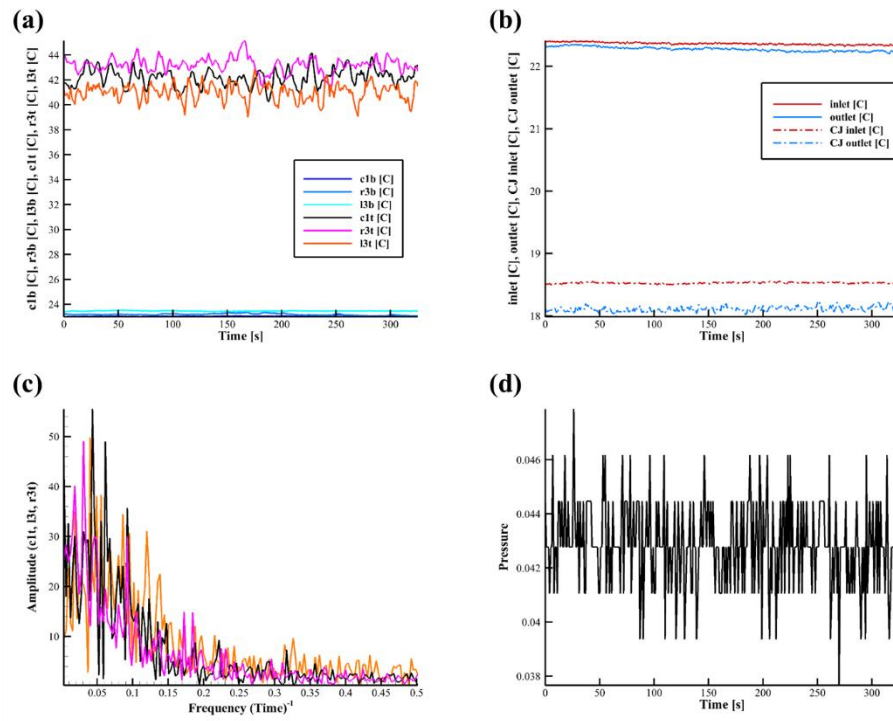 (a)
c1b [C], r3b [C], l3b [C], c1t [C], r3t [C], l3t [C]
44
42
40
38
36
34
32
30
28
26
24
c1b [C]
r3b [C]
l3b [C]
c1t [C]
r3t [C]
l3t [C]
0 50 100 150 200 250 300
Time [s]
(b)
inlet [C], outlet [C], CJ inlet [C], CJ outlet [C]
22
21
20
19
18
inlet [C]
outlet [C]
CJ inlet [C]
CJ outlet [C]
0 50 100 150 200 250 300
Time [s]
(c)
Amplitude (c1t, l3t, r3t)
50
40
30
20
10
0.05 0.1 0.15 0.2 0.25 0.3 0.35 0.4 0.45 0.5
Frequency (Time)-1
(d)
Pressure
0.046
0.044
0.042
0.04
0.038
0 50 100 150 200 250 300
Time [s]